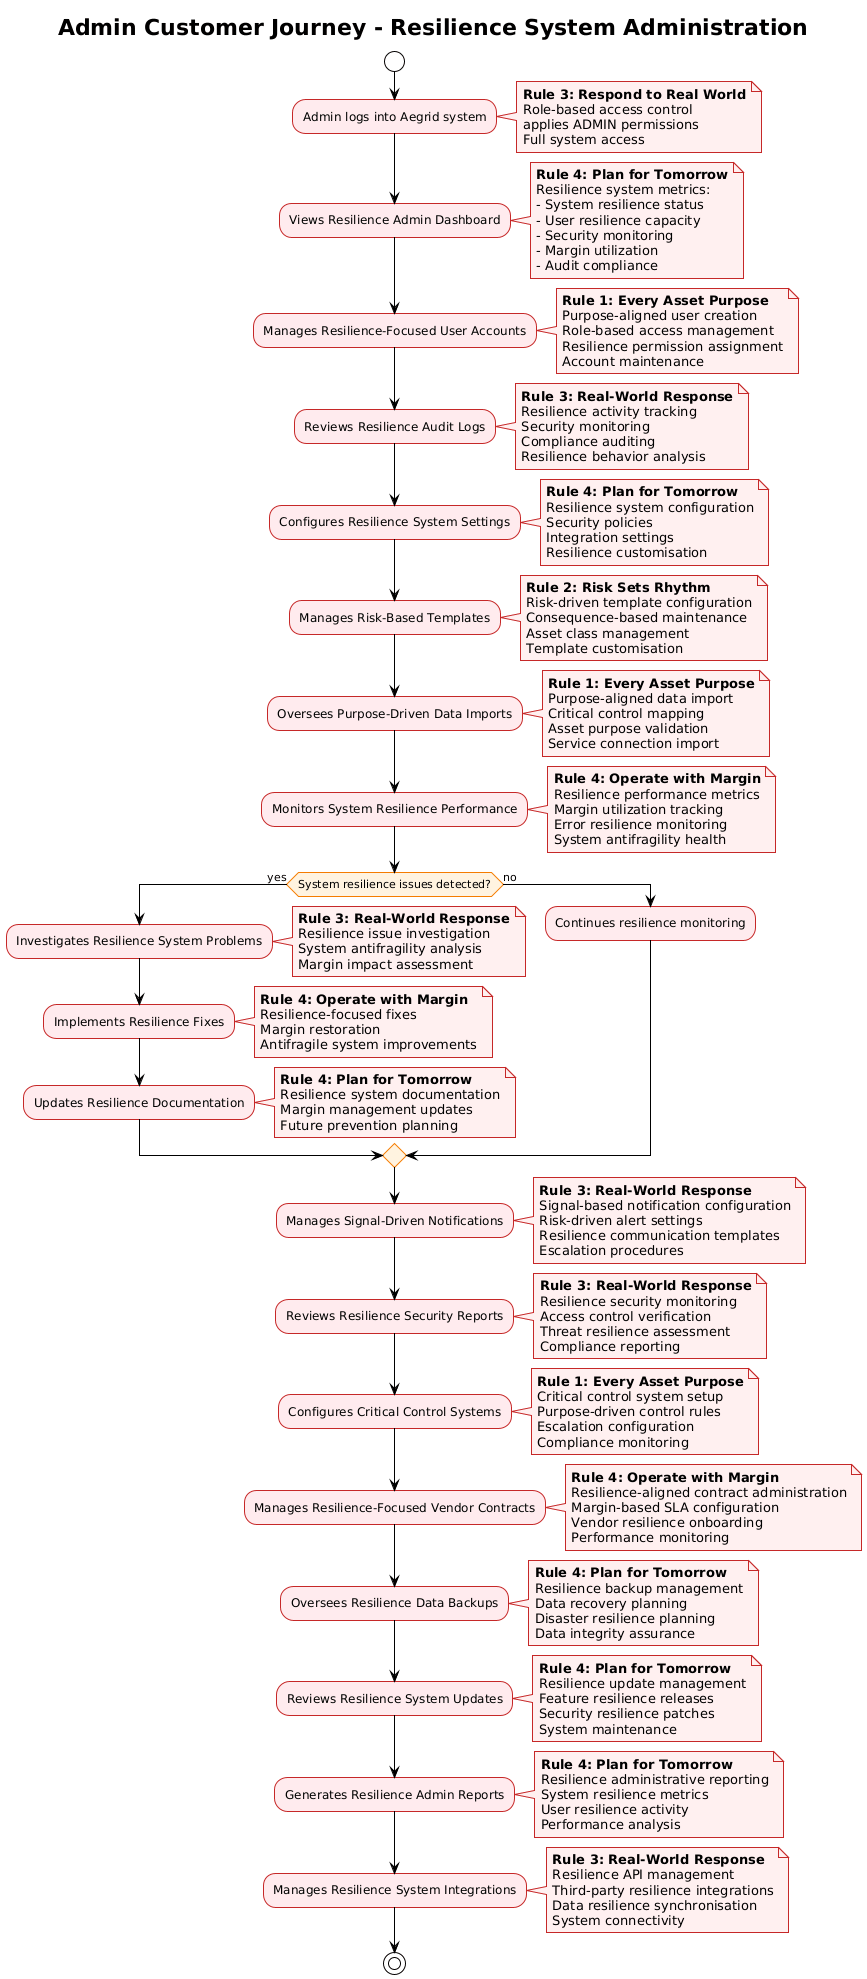 Admin Customer Journey - Resilience System Administration
Admin logs into Aegrid system
Rule 3: Respond to Real World
Role-based access control
applies ADMIN permissions
Full system access
Views Resilience Admin Dashboard
Rule 4: Plan for Tomorrow
Resilience system metrics:
- System resilience status
- User resilience capacity
- Security monitoring
- Margin utilization
- Audit compliance
Manages Resilience-Focused User Accounts
Rule 1: Every Asset Purpose
Purpose-aligned user creation
Role-based access management
Resilience permission assignment
Account maintenance
Reviews Resilience Audit Logs
Rule 3: Real-World Response
Resilience activity tracking
Security monitoring
Compliance auditing
Resilience behavior analysis
Configures Resilience System Settings
Rule 4: Plan for Tomorrow
Resilience system configuration
Security policies
Integration settings
Resilience customisation
Manages Risk-Based Templates
Rule 2: Risk Sets Rhythm
Risk-driven template configuration
Consequence-based maintenance
Asset class management
Template customisation
Oversees Purpose-Driven Data Imports
Rule 1: Every Asset Purpose
Purpose-aligned data import
Critical control mapping
Asset purpose validation
Service connection import
Monitors System Resilience Performance
Rule 4: Operate with Margin
Resilience performance metrics
Margin utilization tracking
Error resilience monitoring
System antifragility health
yes
System resilience issues detected?
no
Investigates Resilience System Problems
Rule 3: Real-World Response
Resilience issue investigation
System antifragility analysis
Margin impact assessment
Continues resilience monitoring
Implements Resilience Fixes
Rule 4: Operate with Margin
Resilience-focused fixes
Margin restoration
Antifragile system improvements
Updates Resilience Documentation
Rule 4: Plan for Tomorrow
Resilience system documentation
Margin management updates
Future prevention planning
Manages Signal-Driven Notifications
Rule 3: Real-World Response
Signal-based notification configuration
Risk-driven alert settings
Resilience communication templates
Escalation procedures
Reviews Resilience Security Reports
Rule 3: Real-World Response
Resilience security monitoring
Access control verification
Threat resilience assessment
Compliance reporting
Configures Critical Control Systems
Rule 1: Every Asset Purpose
Critical control system setup
Purpose-driven control rules
Escalation configuration
Compliance monitoring
Manages Resilience-Focused Vendor Contracts
Rule 4: Operate with Margin
Resilience-aligned contract administration
Margin-based SLA configuration
Vendor resilience onboarding
Performance monitoring
Oversees Resilience Data Backups
Rule 4: Plan for Tomorrow
Resilience backup management
Data recovery planning
Disaster resilience planning
Data integrity assurance
Reviews Resilience System Updates
Rule 4: Plan for Tomorrow
Resilience update management
Feature resilience releases
Security resilience patches
System maintenance
Generates Resilience Admin Reports
Rule 4: Plan for Tomorrow
Resilience administrative reporting
System resilience metrics
User resilience activity
Performance analysis
Manages Resilience System Integrations
Rule 3: Real-World Response
Resilience API management
Third-party resilience integrations
Data resilience synchronisation
System connectivity